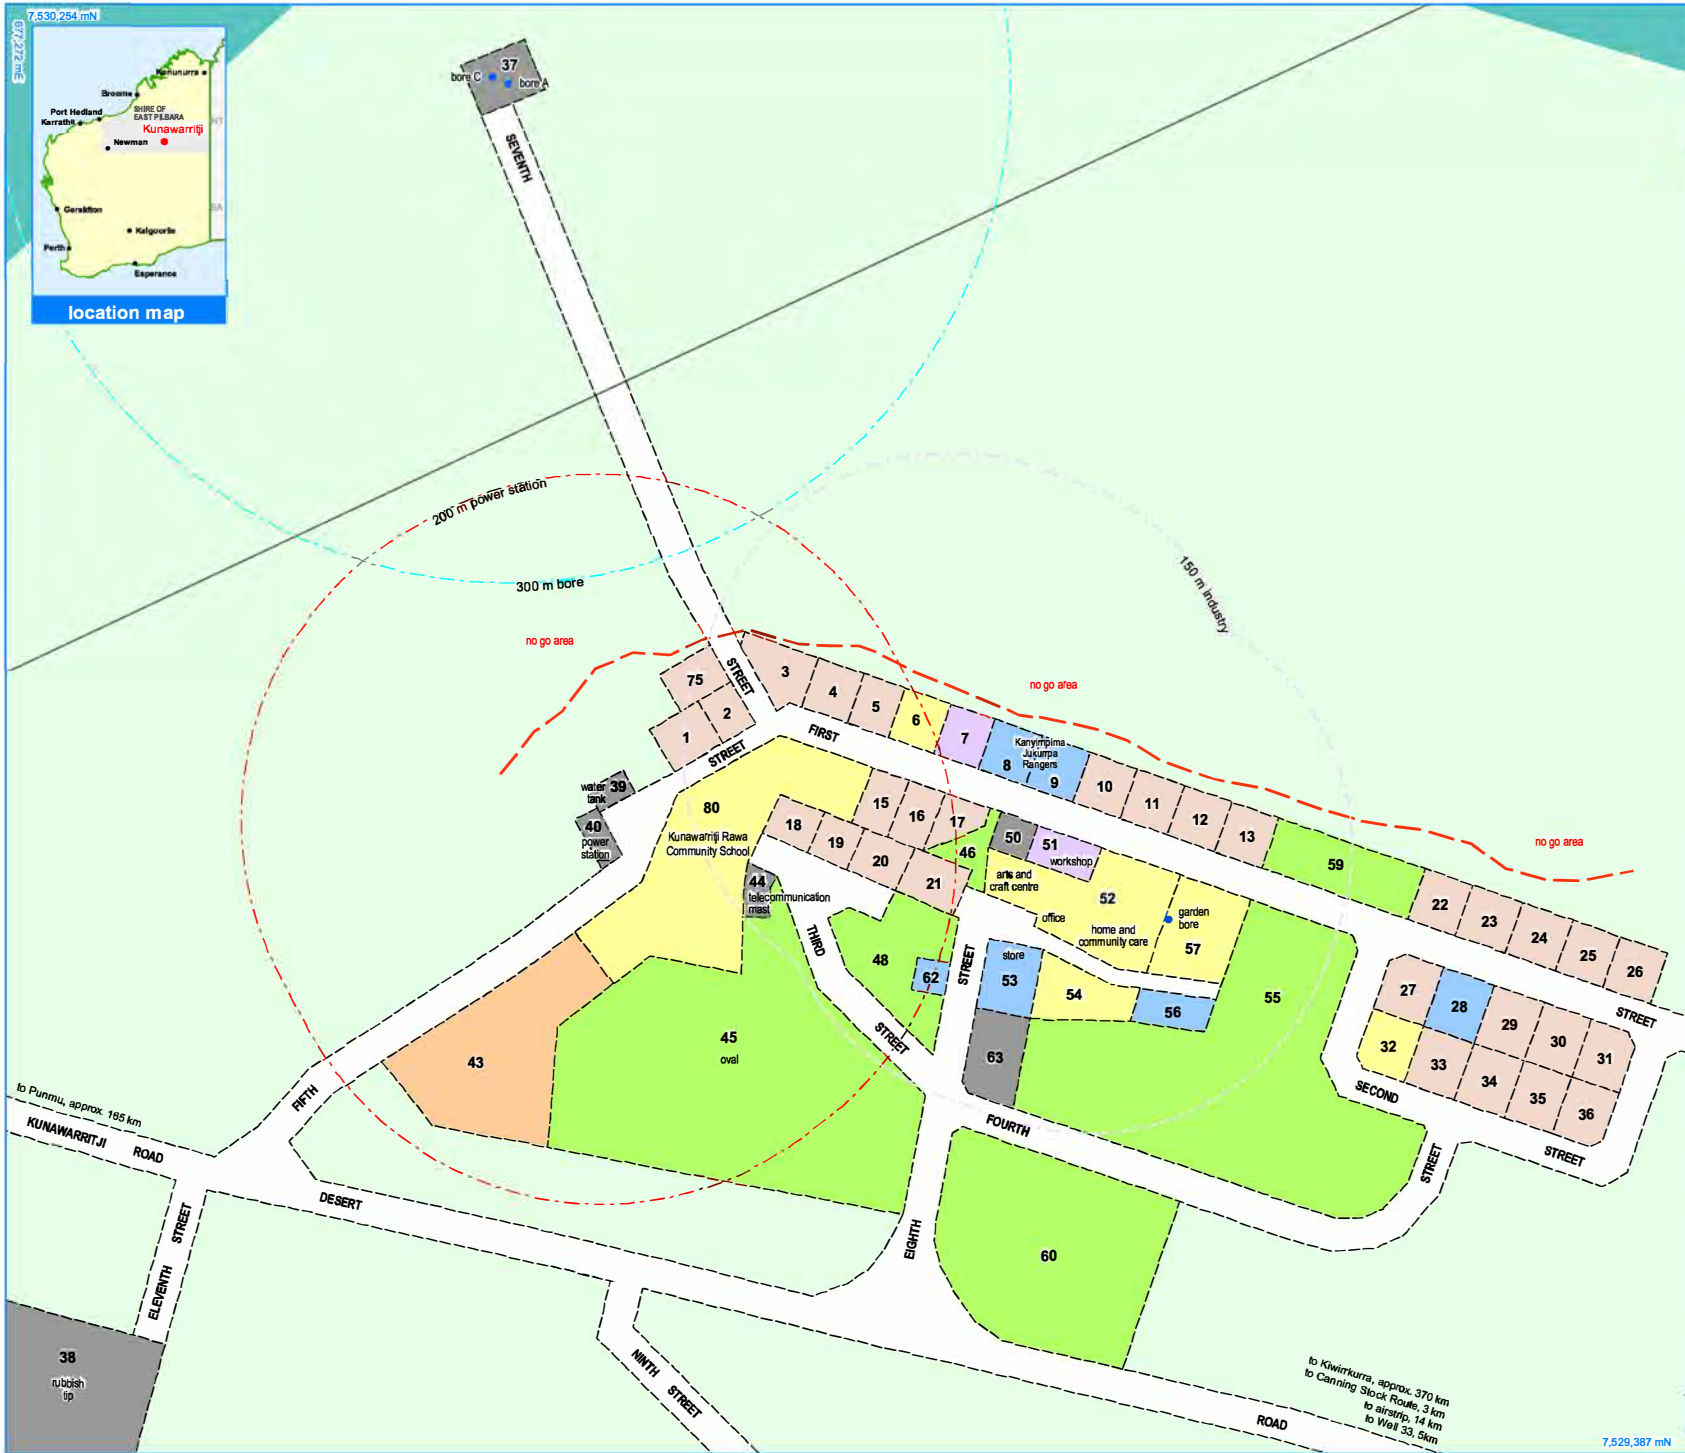 7,530,254 mN
677,272 mE
Kununurra
Broome
SHIRE OF
EAST PILBARA
Port Hedland
Karratha
Kunawarritji
NT
Newman
Geraldton
SA
Kalgoorlie
Perth
Esperance
location map
37
bore C
bore A
SEVENTH
200 m power station
300 m bore
150 m industry
no go area
no go area
no go area
STREET
75
2
1
3
4
5
6
7
Kanyirnpima
Jukurrpa
Rangers
8
9
10
11
12
13
59
22
23
24
25
26
FIRST
STREET
water
tank
39
40
power
station
80
Kunawarritji Rawa
Community School
15
16
17
18
19
20
21
46
50
51
workshop
arts and
craft centre
52
office
home and
community care
garden
bore
57
44
telecommunication
mast
THIRD
STREET
48
62
STREET
store
53
54
56
55
63
27
28
29
30
31
STREET
32
33
34
35
36
SECOND
STREET
STREET
43
45
oval
FIFTH
FOURTH
to Punmu, approx. 165 km
KUNAWARRITJI
ROAD
DESERT
ELEVENTH
STREET
EIGHTH
60
38
rubbish
tip
NINTH
STREET
ROAD
to Kiwirrkurra, approx. 370 km
to Canning Stock Route, 3 km
to airstrip, 14 km
to Well 33, 5km
7,529,387 mN